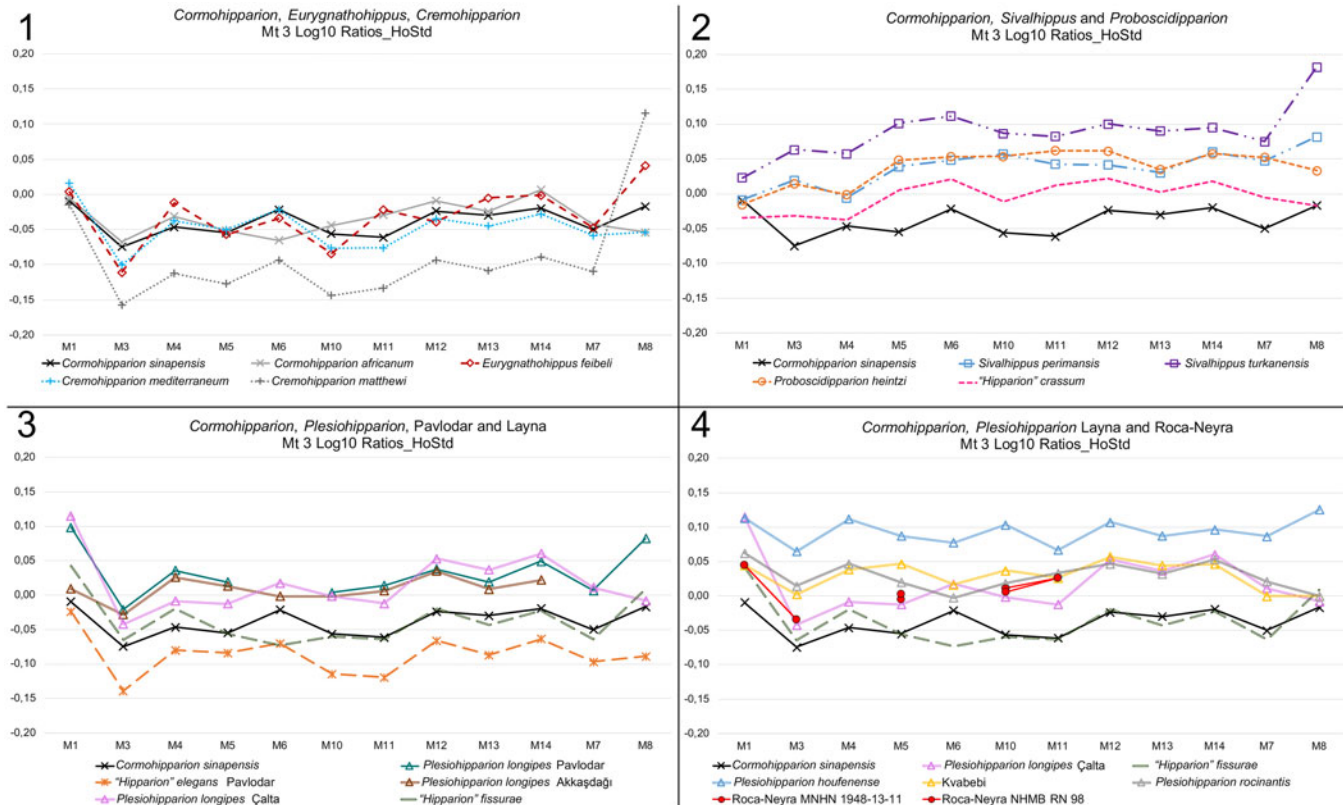 1
Cormohipparion, Eurygnathohippus, Cremohipparion
Mt 3 Log10 Ratios_HoStd
0,20
0,15
0,10
0,05
0,00
-0,05
-0,10
-0,15
-0,20
M1 M3 M4 M5 M6 M10 M11 M12 M13 M14 M7 M8
Cormohipparion sinapensis Cormohipparion africanum Eurygnathohippus feibeli
Cremohipparion mediterraneum Cremohipparion matthewi
2
Cormohipparion, Sivalhippus and Proboscidipparion
Mt 3 Log10 Ratios_HoStd
0,20
0,15
0,10
0,05
0,00
-0,05
-0,10
-0,15
-0,20
M1 M3 M4 M5 M6 M10 M11 M12 M13 M14 M7 M8
Cormohipparion sinapensis Sivalhippus perimansis Sivalhippus turkanensis
Proboscidipparion heintzi "Hipparion" crassum
3
Cormohipparion, Plesiohipparion, Pavlodar and Layna
Mt 3 Log10 Ratios_HoStd
0,20
0,15
0,10
0,05
0,00
-0,05
-0,10
-0,15
-0,20
M1 M3 M4 M5 M6 M10 M11 M12 M13 M14 M7 M8
Cormohipparion sinapensis Plesiohipparion longipes Pavlodar
"Hipparion" elegans Pavlodar Plesiohipparion longipes Akkaşdağı
Plesiohipparion longipes Çalta "Hipparion" fissurae
4
Cormohipparion, Plesiohipparion Layna and Roca-Neyra
Mt 3 Log10 Ratios_HoStd
0,20
0,15
0,10
0,05
0,00
-0,05
-0,10
-0,15
-0,20
M1 M3 M4 M5 M6 M10 M11 M12 M13 M14 M7 M8
Cormohipparion sinapensis Plesiohipparion longipes Çalta "Hipparion" fissurae
Plesiohipparion houfenense Kvabebi Plesiohipparion rocinantis
Roca-Neyra MNHN 1948-13-11 Roca-Neyra NHMB RN 98